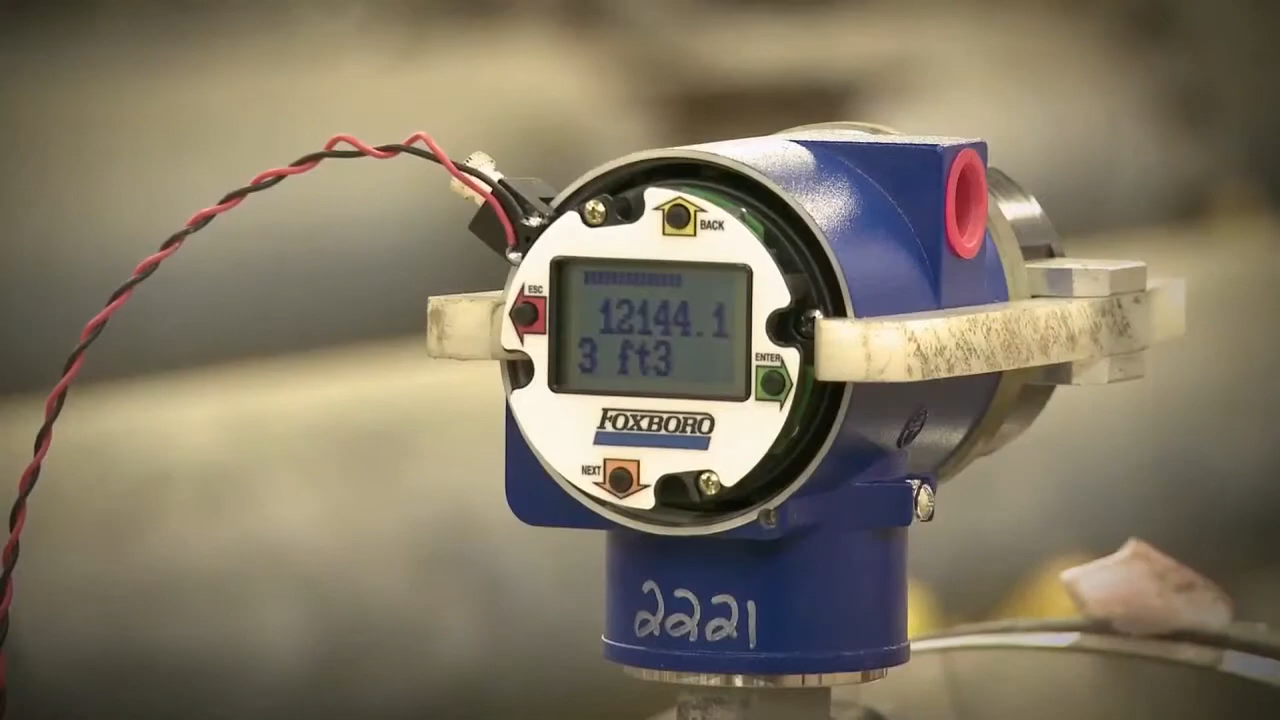 BACK
ESC
12144.1
3 ft3
ENTER
FOXBORO
NEXT
2221